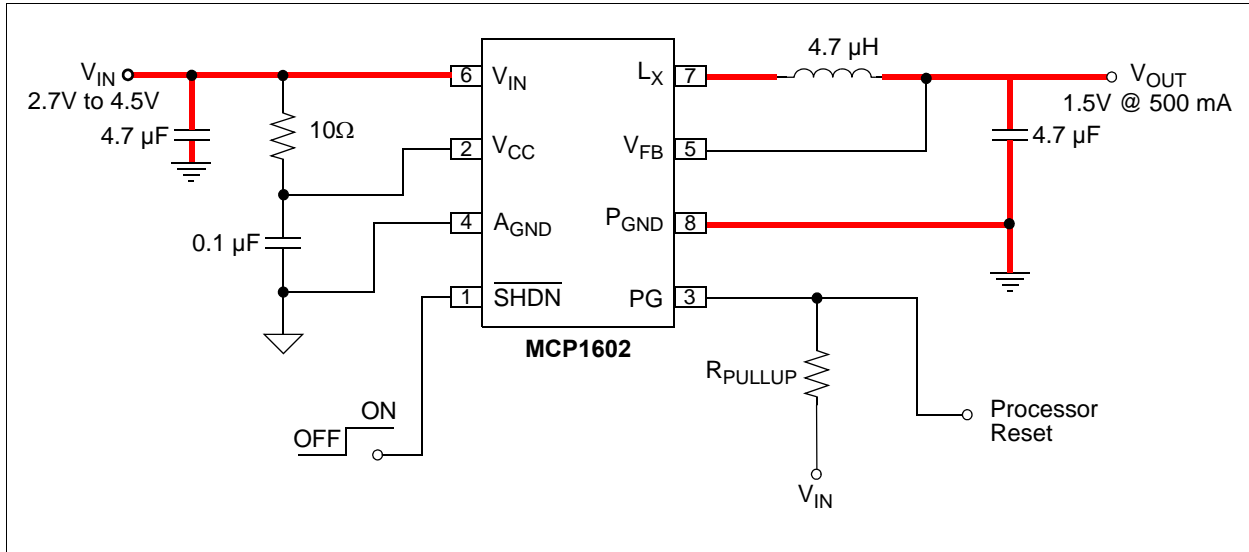 4.7 µH
V_IN
2.7V to 4.5V
6 V_IN
L_X 7
V_OUT
1.5V @ 500 mA
4.7 µF
10Ω
4.7 µF
2 V_CC
V_FB 5
0.1 µF
4 A_GND
P_GND 8
1 SHDN
PG 3
MCP1602
R_PULLUP
ON
OFF
Processor
Reset
V_IN